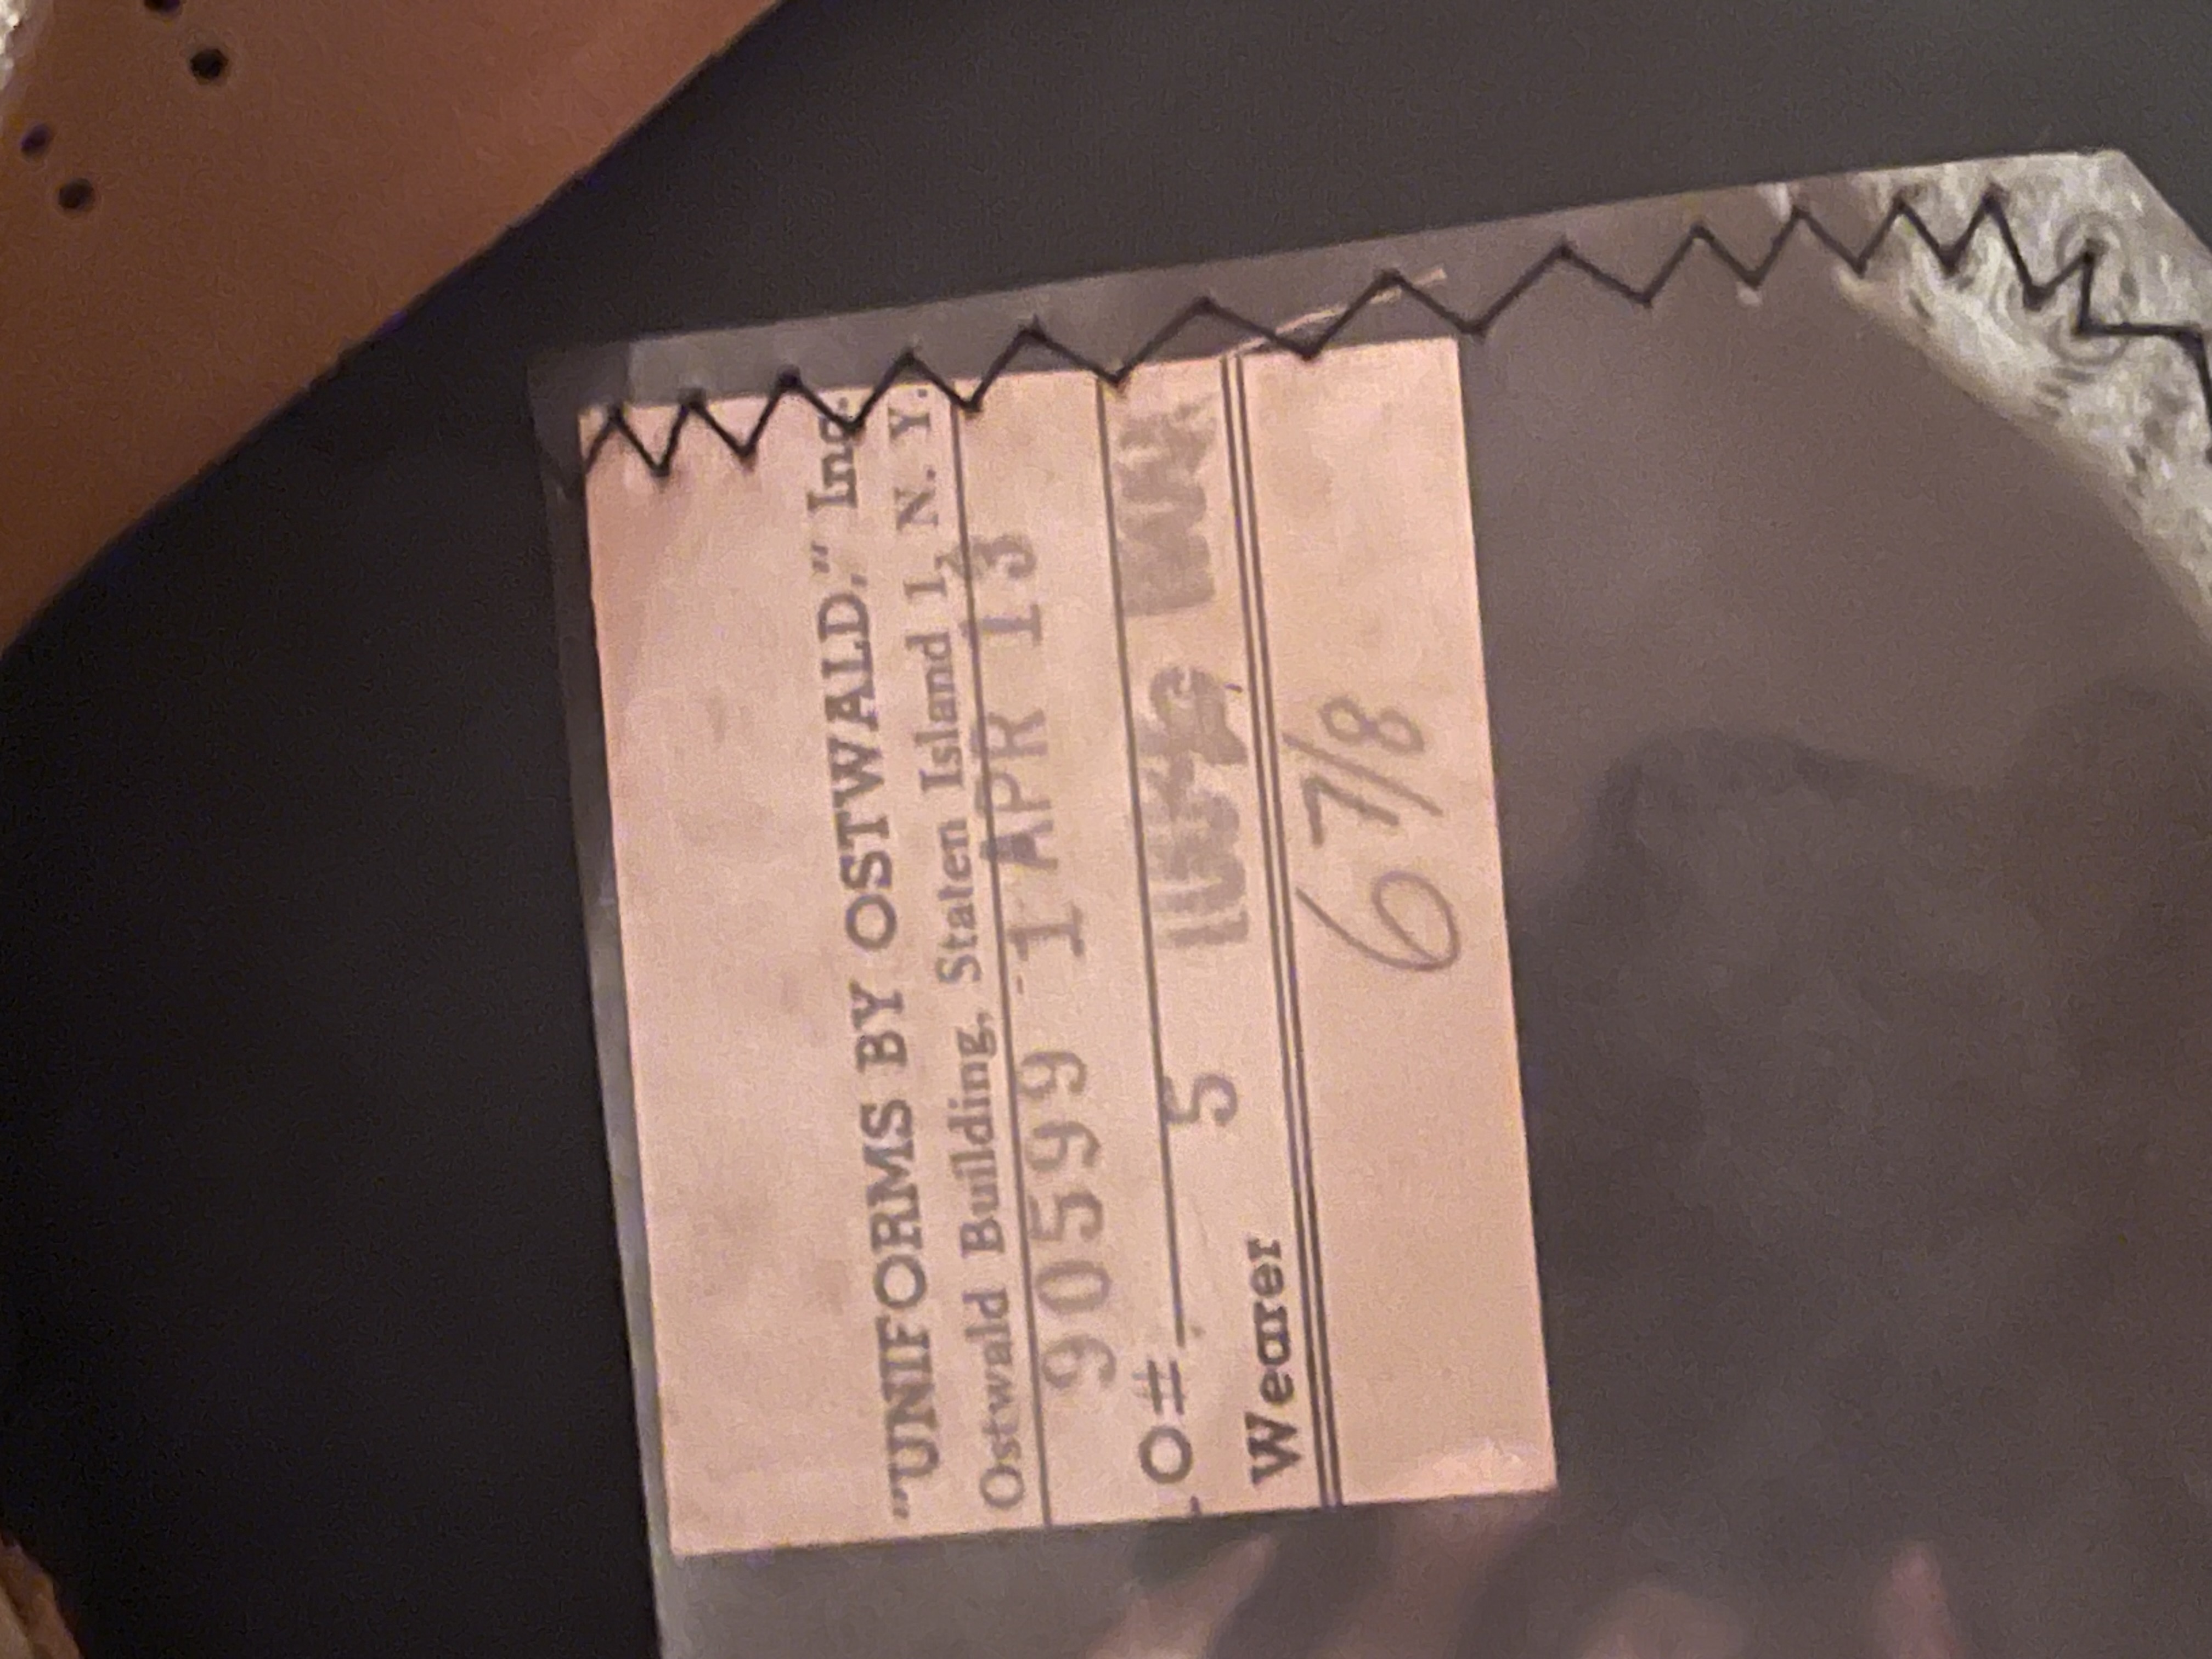 "UNIFORMS BY OSTWALD," Inc.
Ostwald Building, Staten Island 1, N. Y.
90599 1 APR 13
O#
5
Wearer
6 7/8